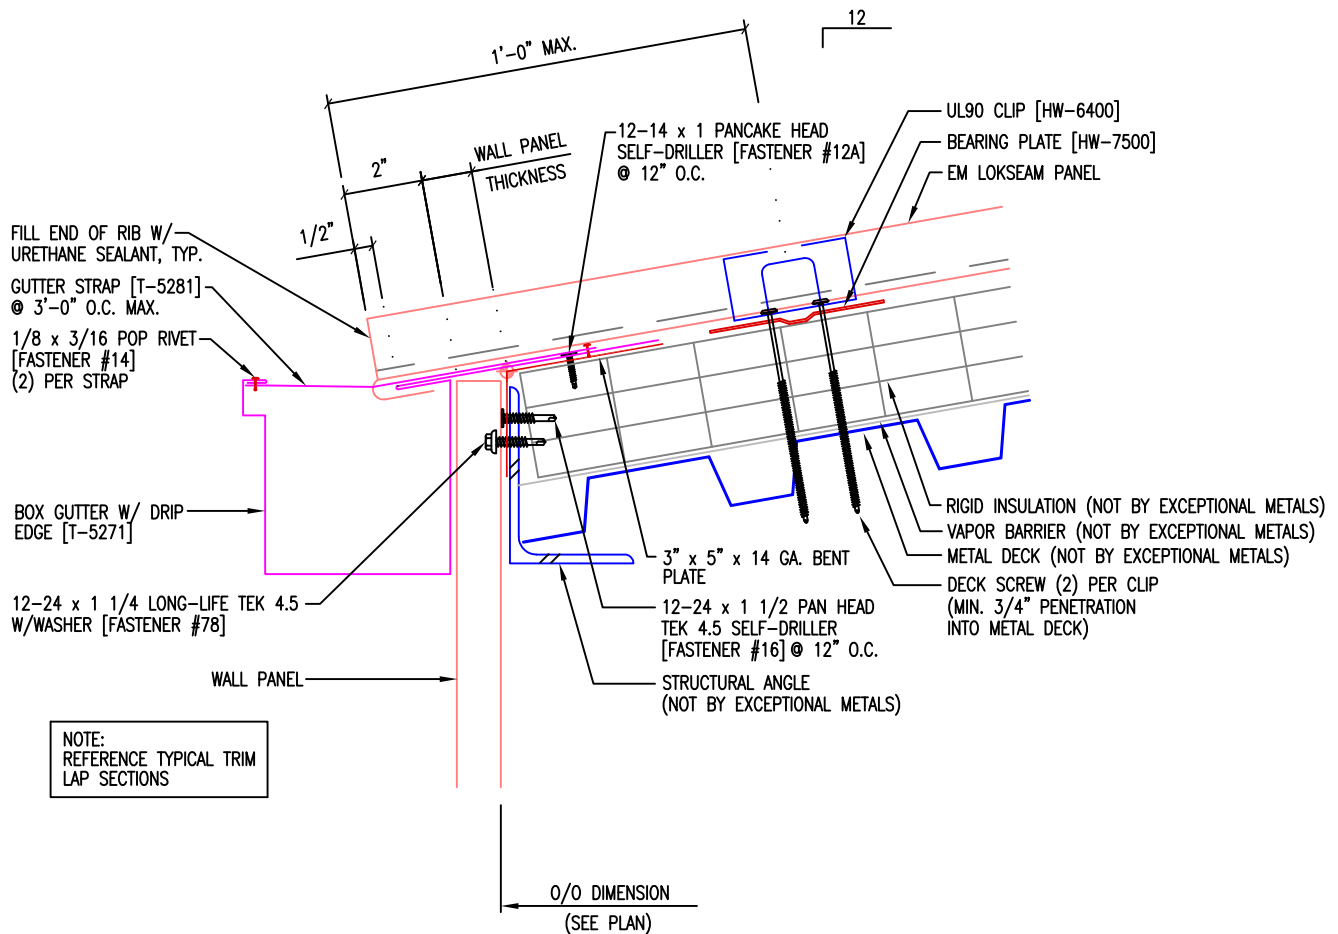 12
1'-0" MAX.
12-14 x 1 PANCAKE HEAD
SELF-DRILLER [FASTENER #12A]
@ 12" O.C.
UL90 CLIP [HW-6400]
BEARING PLATE [HW-7500]
EM LOKSEAM PANEL
WALL PANEL
THICKNESS
2"
1/2"
FILL END OF RIB W/
URETHANE SEALANT, TYP.
GUTTER STRAP [T-5281]
@ 3'-0" O.C. MAX.
1/8 x 3/16 POP RIVET
[FASTENER #14]
(2) PER STRAP
BOX GUTTER W/ DRIP
EDGE [T-5271]
12-24 x 1 1/4 LONG-LIFE TEK 4.5
W/WASHER [FASTENER #78]
WALL PANEL
RIGID INSULATION (NOT BY EXCEPTIONAL METALS)
VAPOR BARRIER (NOT BY EXCEPTIONAL METALS)
METAL DECK (NOT BY EXCEPTIONAL METALS)
DECK SCREW (2) PER CLIP
(MIN. 3/4" PENETRATION
INTO METAL DECK)
3" x 5" x 14 GA. BENT
PLATE
12-24 x 1 1/2 PAN HEAD
TEK 4.5 SELF-DRILLER
[FASTENER #16] @ 12" O.C.
STRUCTURAL ANGLE
(NOT BY EXCEPTIONAL METALS)
NOTE:
REFERENCE TYPICAL TRIM
LAP SECTIONS
O/O DIMENSION
(SEE PLAN)